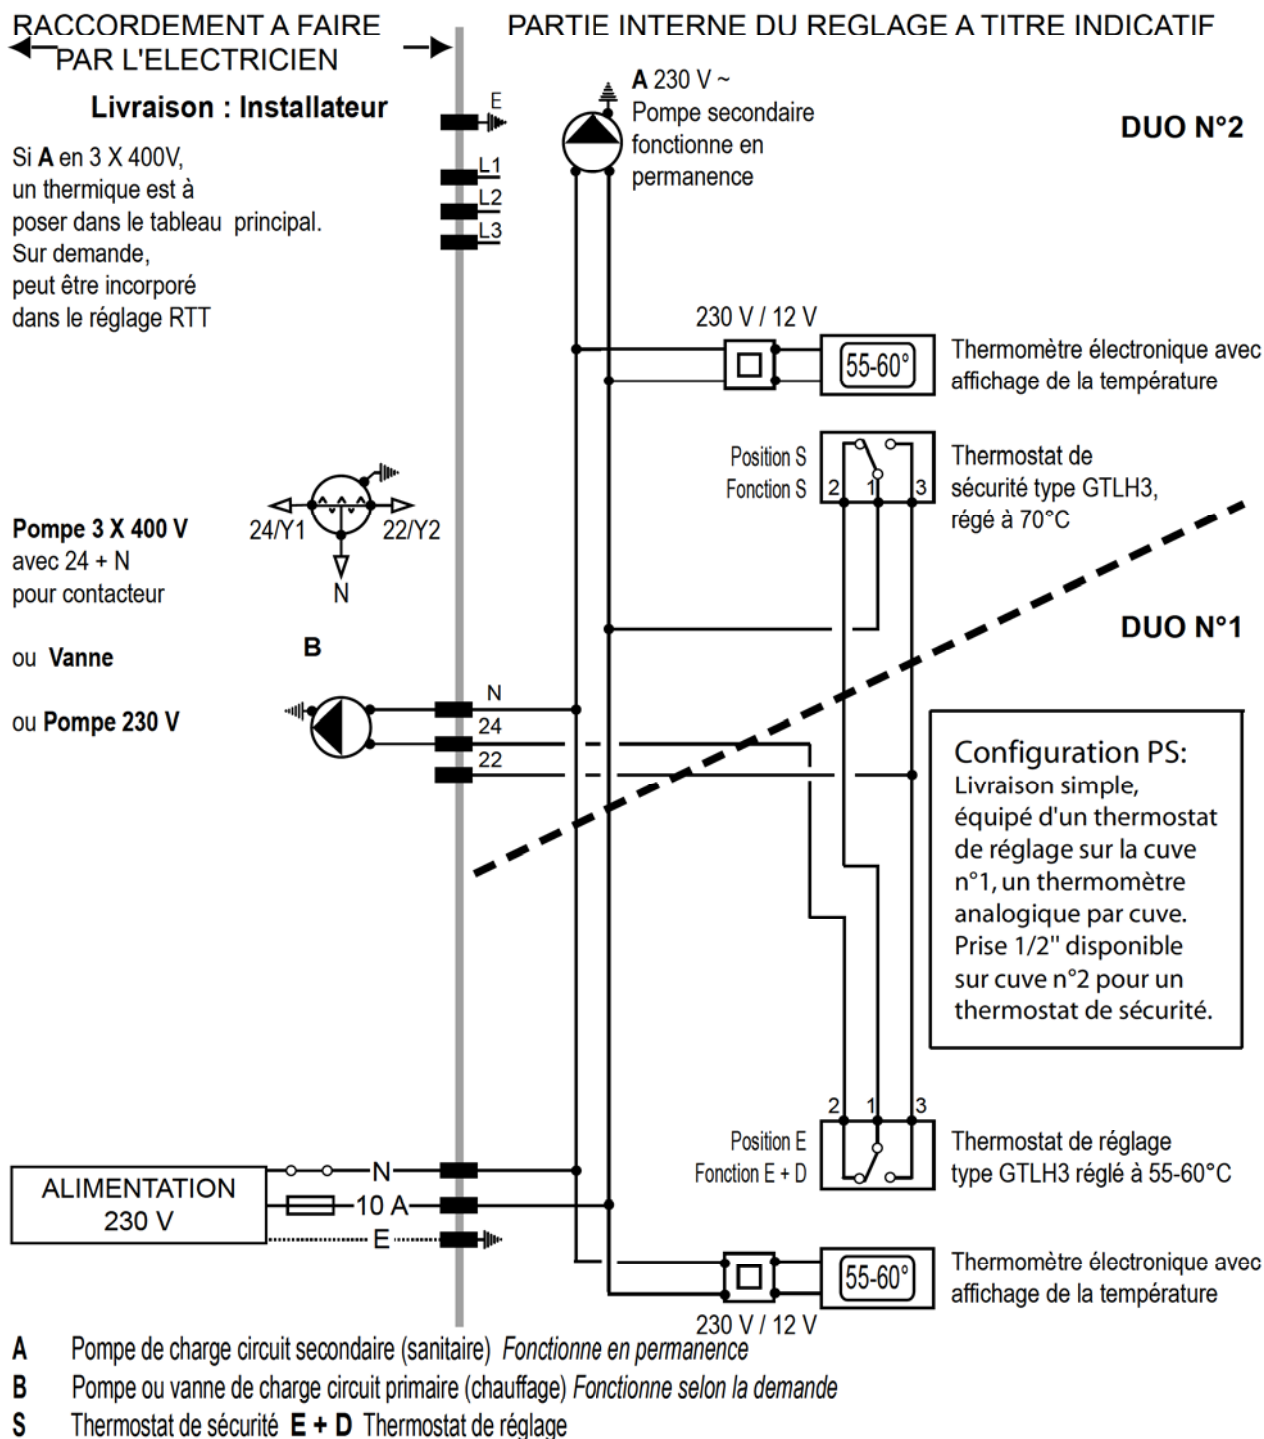 RACCORDEMENT A FAIRE
PAR L'ELECTRICIEN
PARTIE INTERNE DU REGLAGE A TITRE INDICATIF
Livraison : Installateur
Si A en 3 X 400V,
un thermique est à
poser dans le tableau principal.
Sur demande,
peut être incorporé
dans le réglage RTT
E
L1
L2
L3
A 230 V ~
Pompe secondaire
fonctionne en
permanence
DUO N°2
230 V / 12 V
55-60°
Thermomètre électronique avec
affichage de la température
Position S
Fonction S
2 1 3
Thermostat de
sécurité type GTLH3,
régé à 70°C
Pompe 3 X 400 V
avec 24 + N
pour contacteur
24/Y1
22/Y2
N
ou Vanne
B
ou Pompe 230 V
N
24
22
DUO N°1
Configuration PS:
Livraison simple,
équipé d'un thermostat
de réglage sur la cuve
n°1, un thermomètre
analogique par cuve.
Prise 1/2" disponible
sur cuve n°2 pour un
thermostat de sécurité.
2 1 3
Position E
Fonction E + D
Thermostat de réglage
type GTLH3 réglé à 55-60°C
ALIMENTATION
230 V
N
10 A
E
55-60°
Thermomètre électronique avec
affichage de la température
230 V / 12 V
A Pompe de charge circuit secondaire (sanitaire) Fonctionne en permanence
B Pompe ou vanne de charge circuit primaire (chauffage) Fonctionne selon la demande
S Thermostat de sécurité E + D Thermostat de réglage